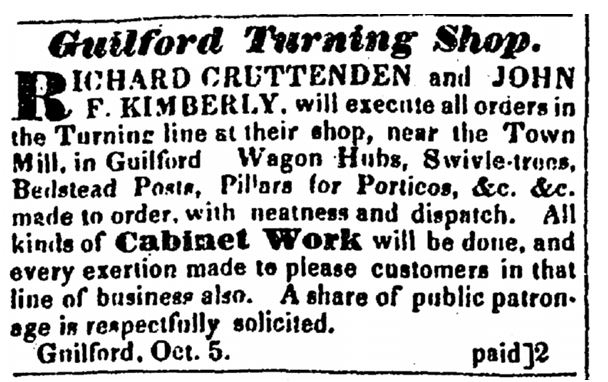 Guilford Turning Shop.
RICHARD CRUTTENDEN and JOHN
F. KIMBERLY, will execute all orders in
the Turning line at their shop, near the Town
Mill, in Guilford Wagon Hubs, Swivle-trees,
Bedstead Posts, Pillars for Porticos, &c. &c.
made to order, with neatness and dispatch. All
kinds of Cabinet Work will be done, and
every exertion made to please customers in that
line of business also. A share of public patron-
age is respectfully solicited.
Guilford, Oct. 5. paid]2